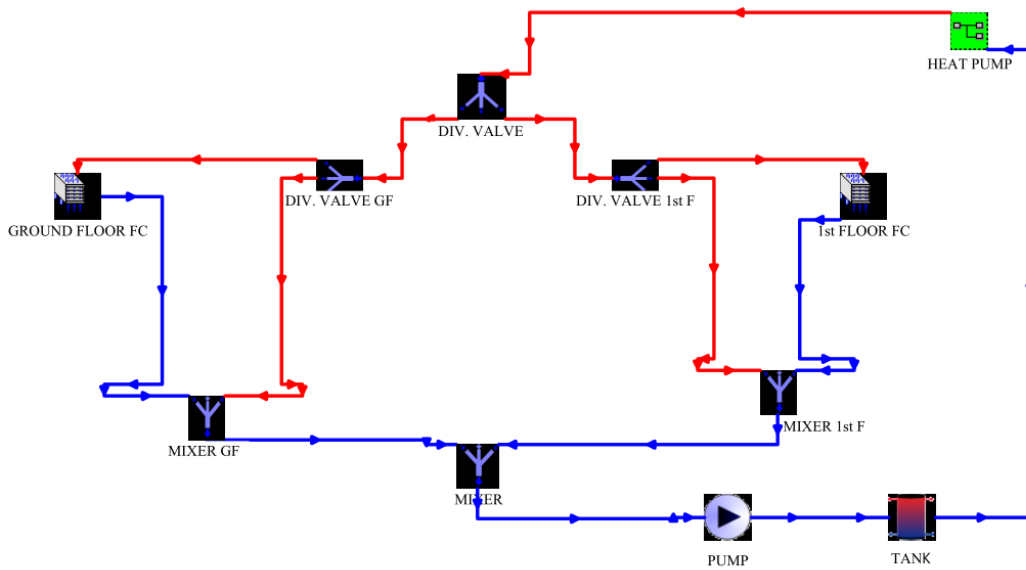 HEAT PUMP
DIV. VALVE
DIV. VALVE GF
DIV. VALVE 1st F
GROUND FLOOR FC
1st FLOOR FC
MIXER GF
MIXER 1st F
MIXER
PUMP
TANK